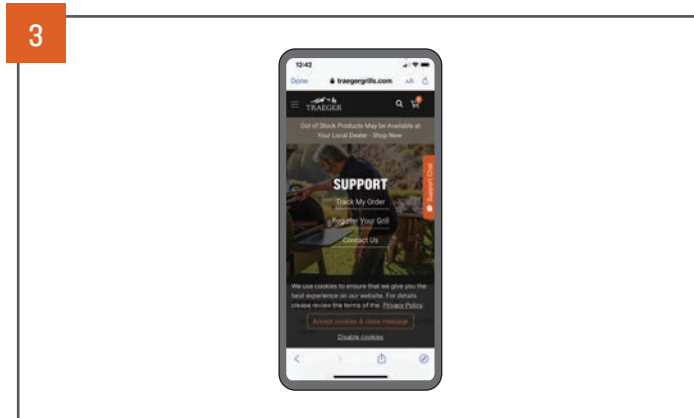 3
12:42
Done traegergrills.com AA
TRAEGER
Out of Stock Products May be Available at
Your Local Dealer - Shop Now
Support Chat
SUPPORT
Track My Order
Register Your Grill
Contact Us
We use cookies to ensure that we give you the
best experience on our website. For details
please review the terms of the Privacy Policy
Accept cookies & close message
Disable cookies